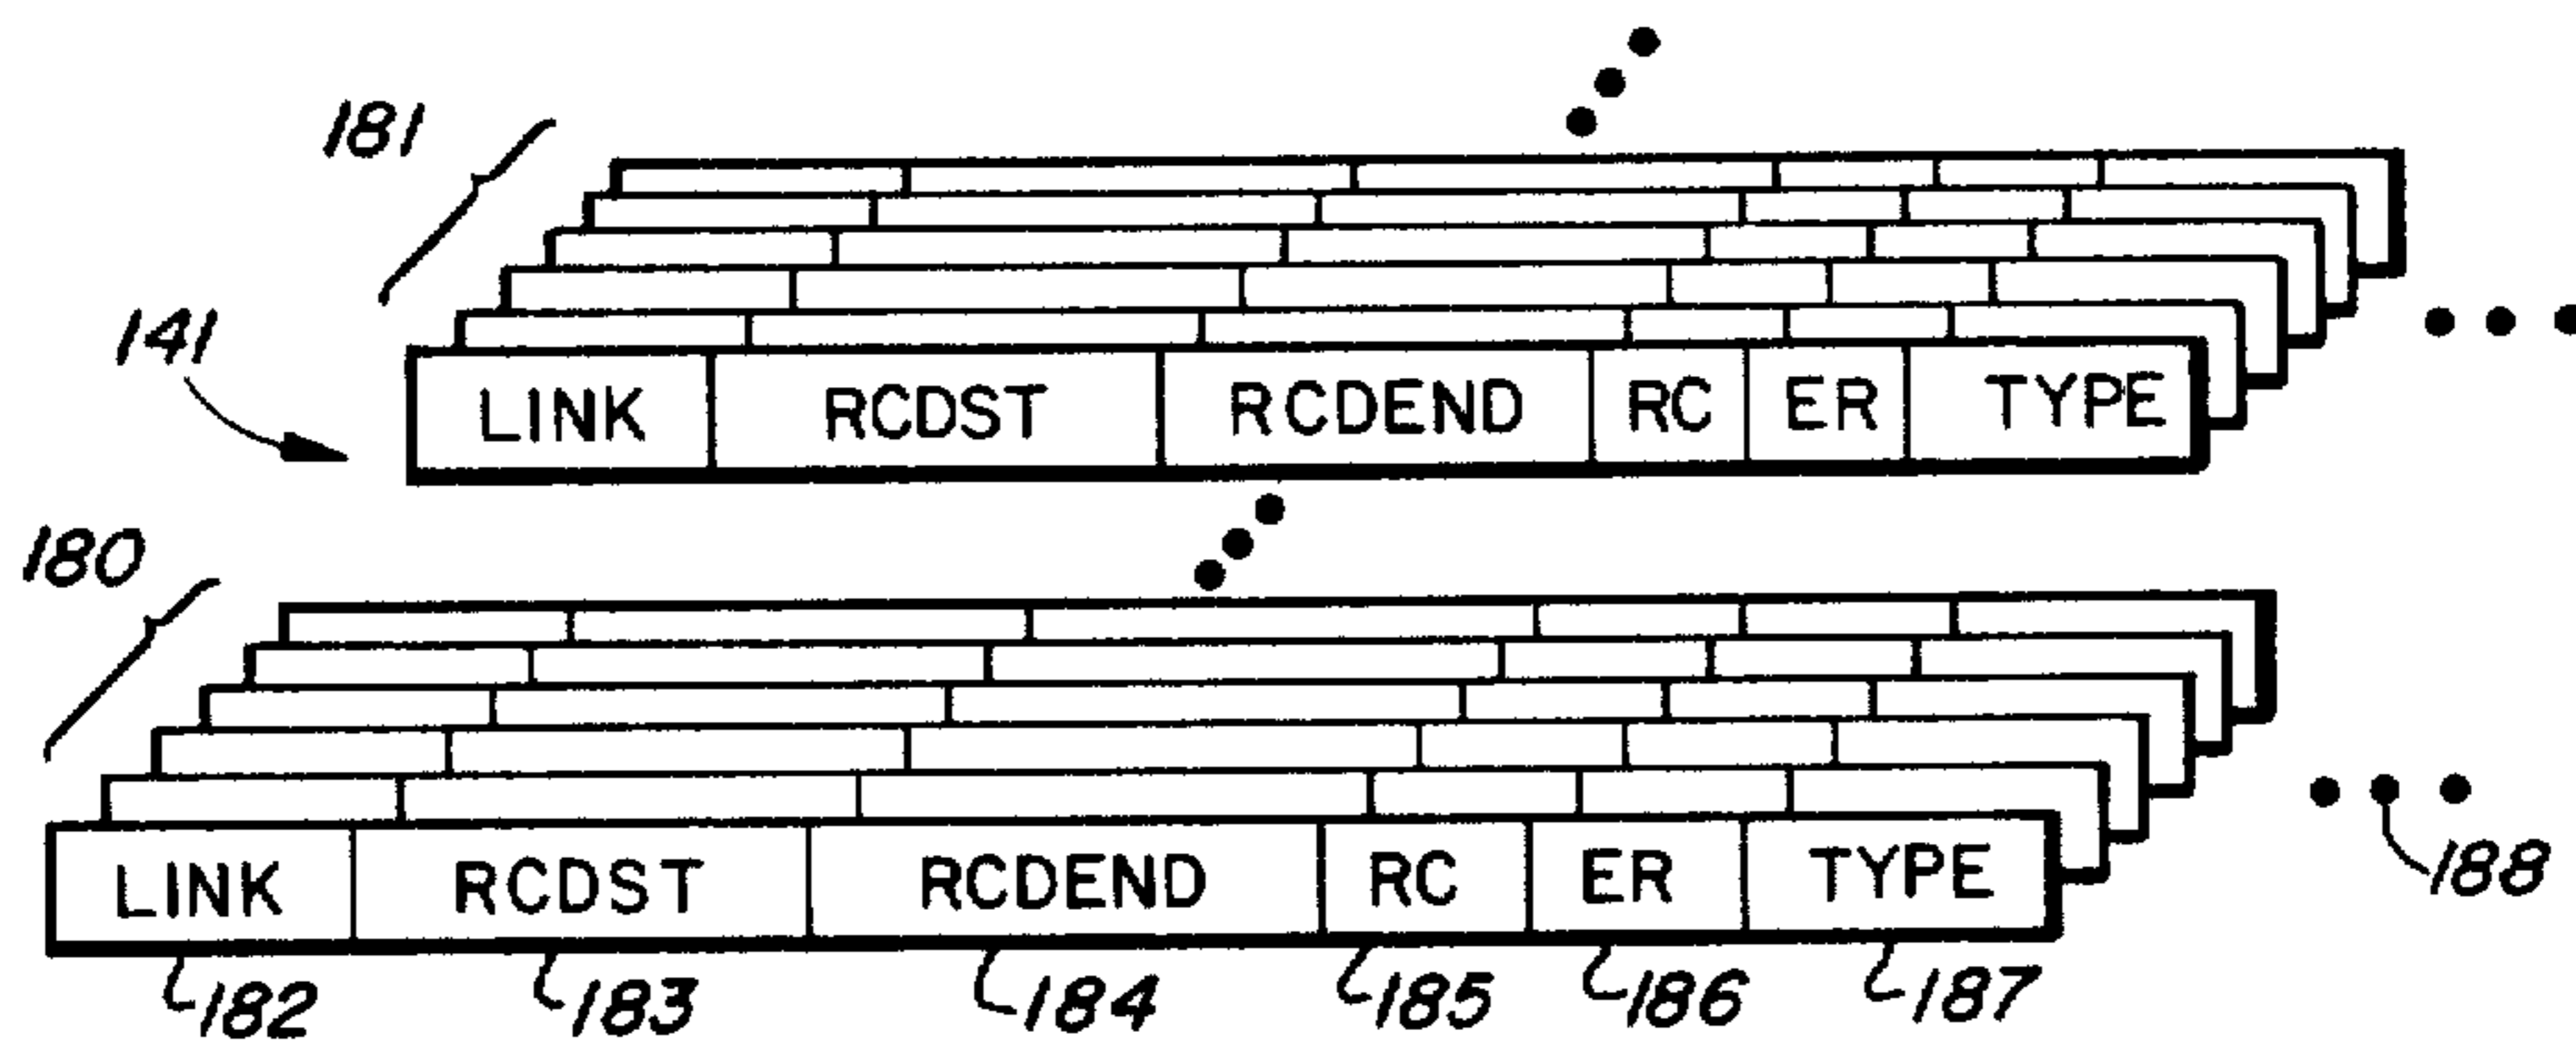 181
141
LINK RCDST RCDEND RC ER TYPE
180
LINK RCDST RCDEND RC ER TYPE
188
182 183 184 185 186 187